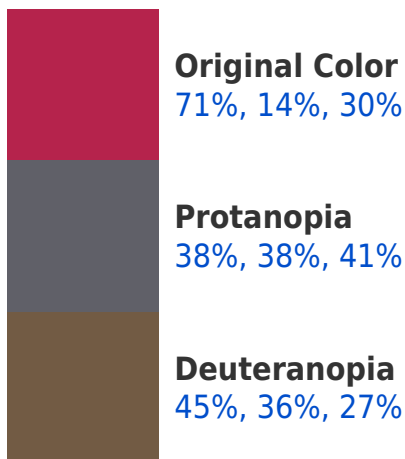 Original Color
71%, 14%, 30%
Protanopia
38%, 38%, 41%
Deuteranopia
45%, 36%, 27%